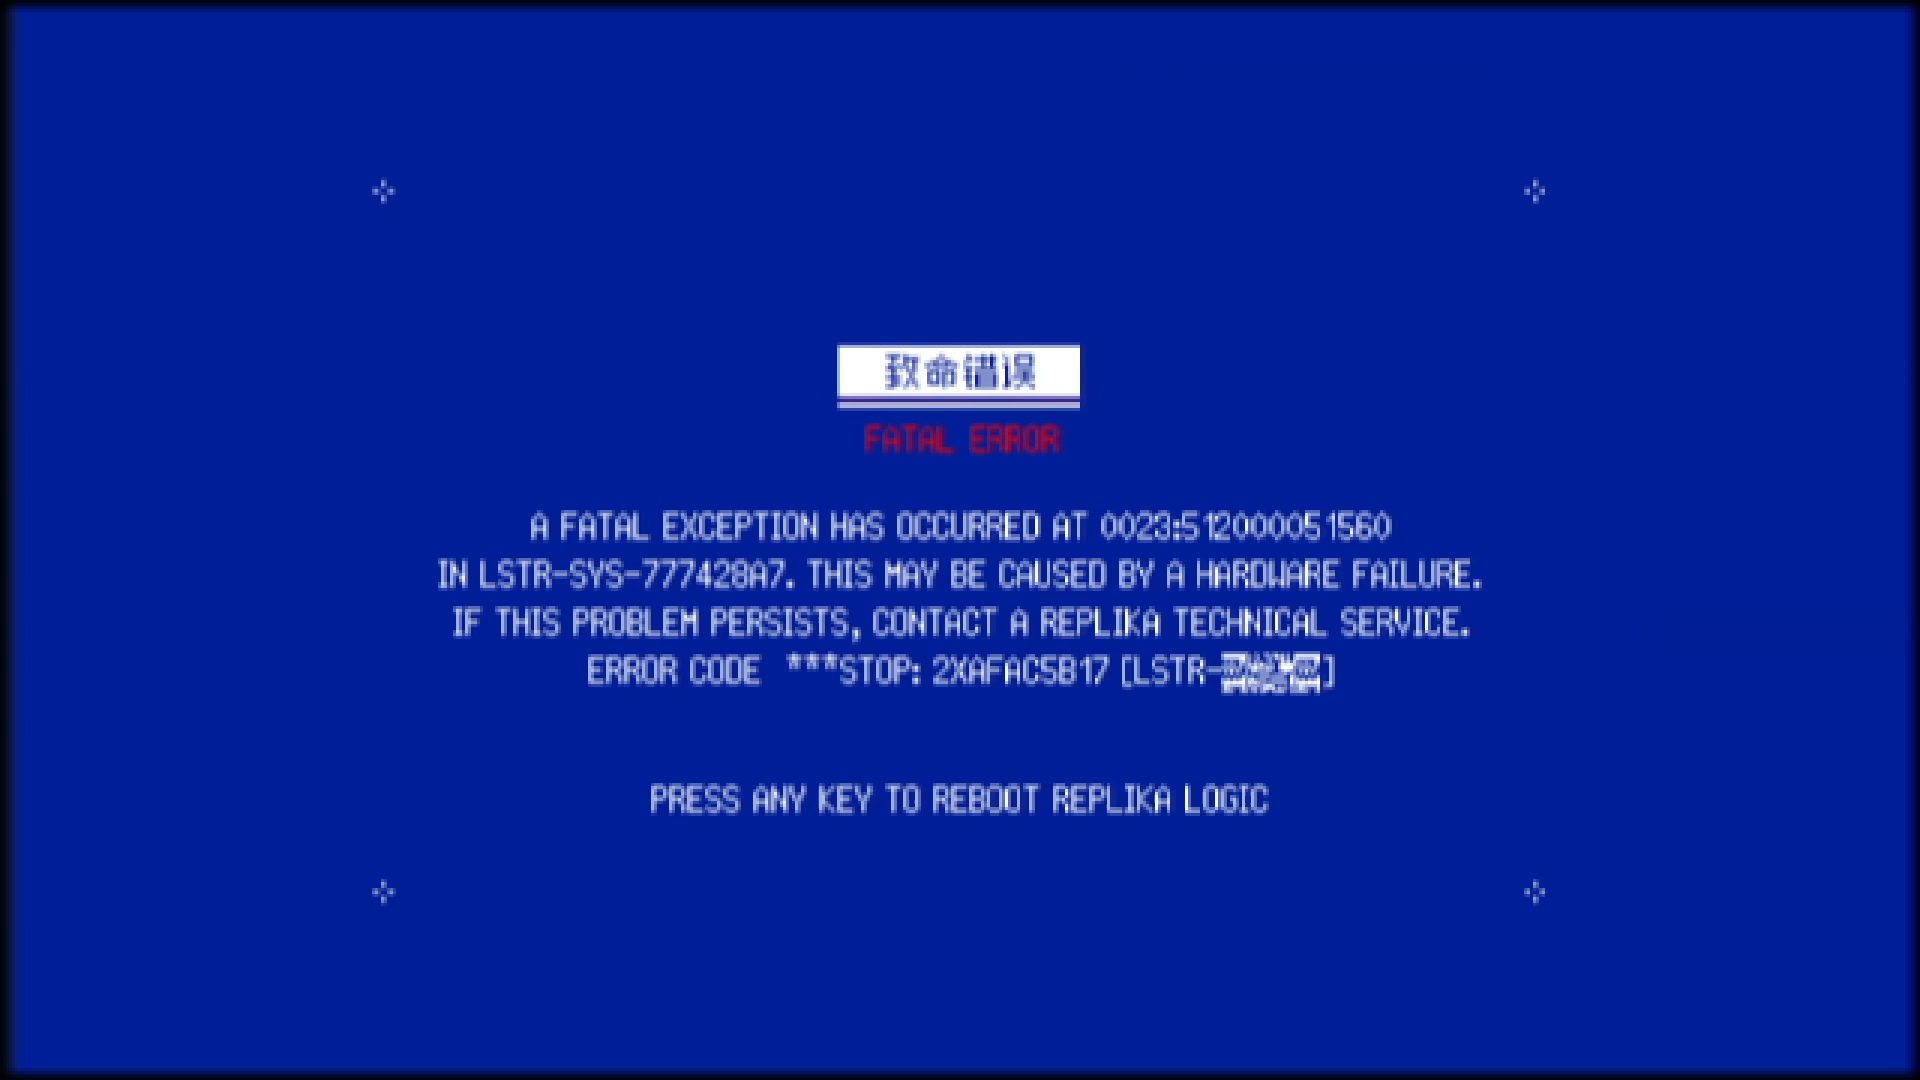 致命错误
FATAL ERROR
A FATAL EXCEPTION HAS OCCURRED AT 0023:512000051560
IN LSTR-SYS-777428A7. THIS MAY BE CAUSED BY A HARDWARE FAILURE.
IF THIS PROBLEM PERSISTS, CONTACT A REPLIKA TECHNICAL SERVICE.
ERROR CODE ***STOP: 2XAFAC5B17 [LSTR-]
PRESS ANY KEY TO REBOOT REPLIKA LOGIC